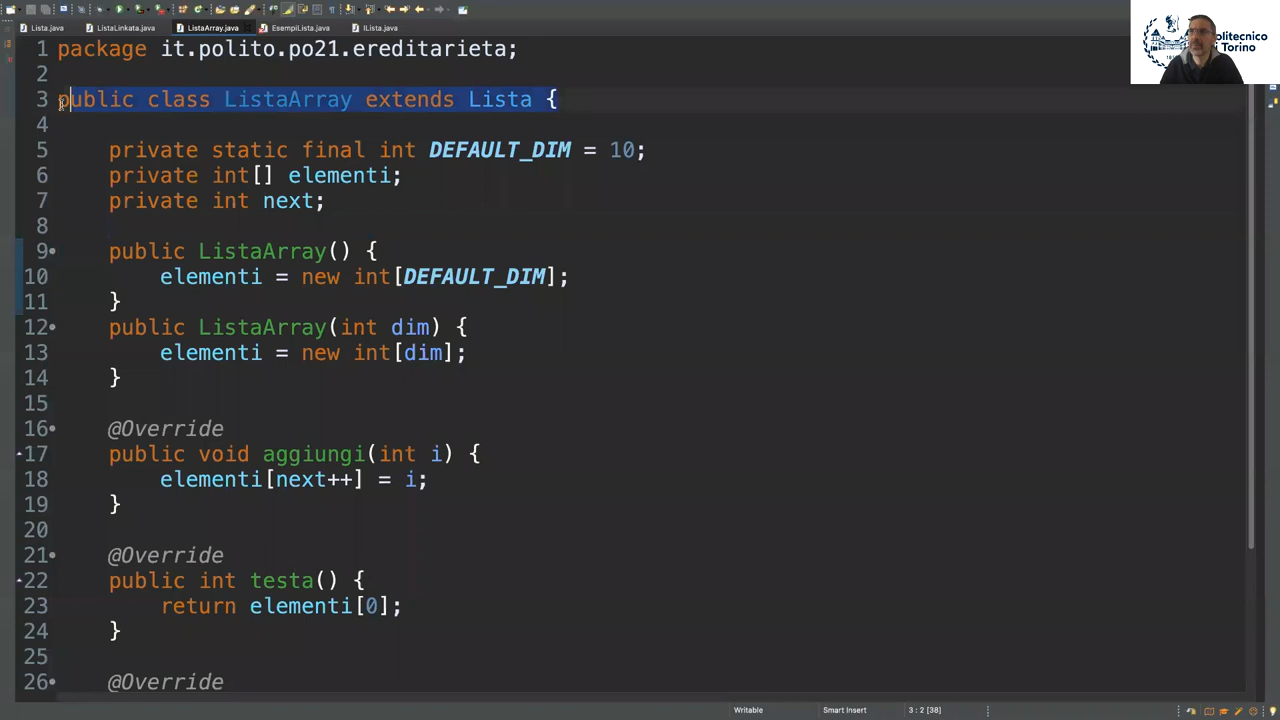 Lista.java ListaLinkata.java ListaArray.java EsempiLista.java IListа.java
Politecnico
di Torino
1 package it.polito.po21.ereditarieta;
2
3 public class ListaArray extends Lista {
4
5 private static final int DEFAULT_DIM = 10;
6 private int[] elementi;
7 private int next;
8
9 public ListaArray() {
10 elementi = new int[DEFAULT_DIM];
11 }
12 public ListaArray(int dim) {
13 elementi = new int[dim];
14 }
15
16 @Override
17 public void aggiungi(int i) {
18 elementi[next++] = i;
19 }
20
21 @Override
22 public int testa() {
23 return elementi[0];
24 }
25
26 @Override
Writable Smart Insert 3 : 2 [38]